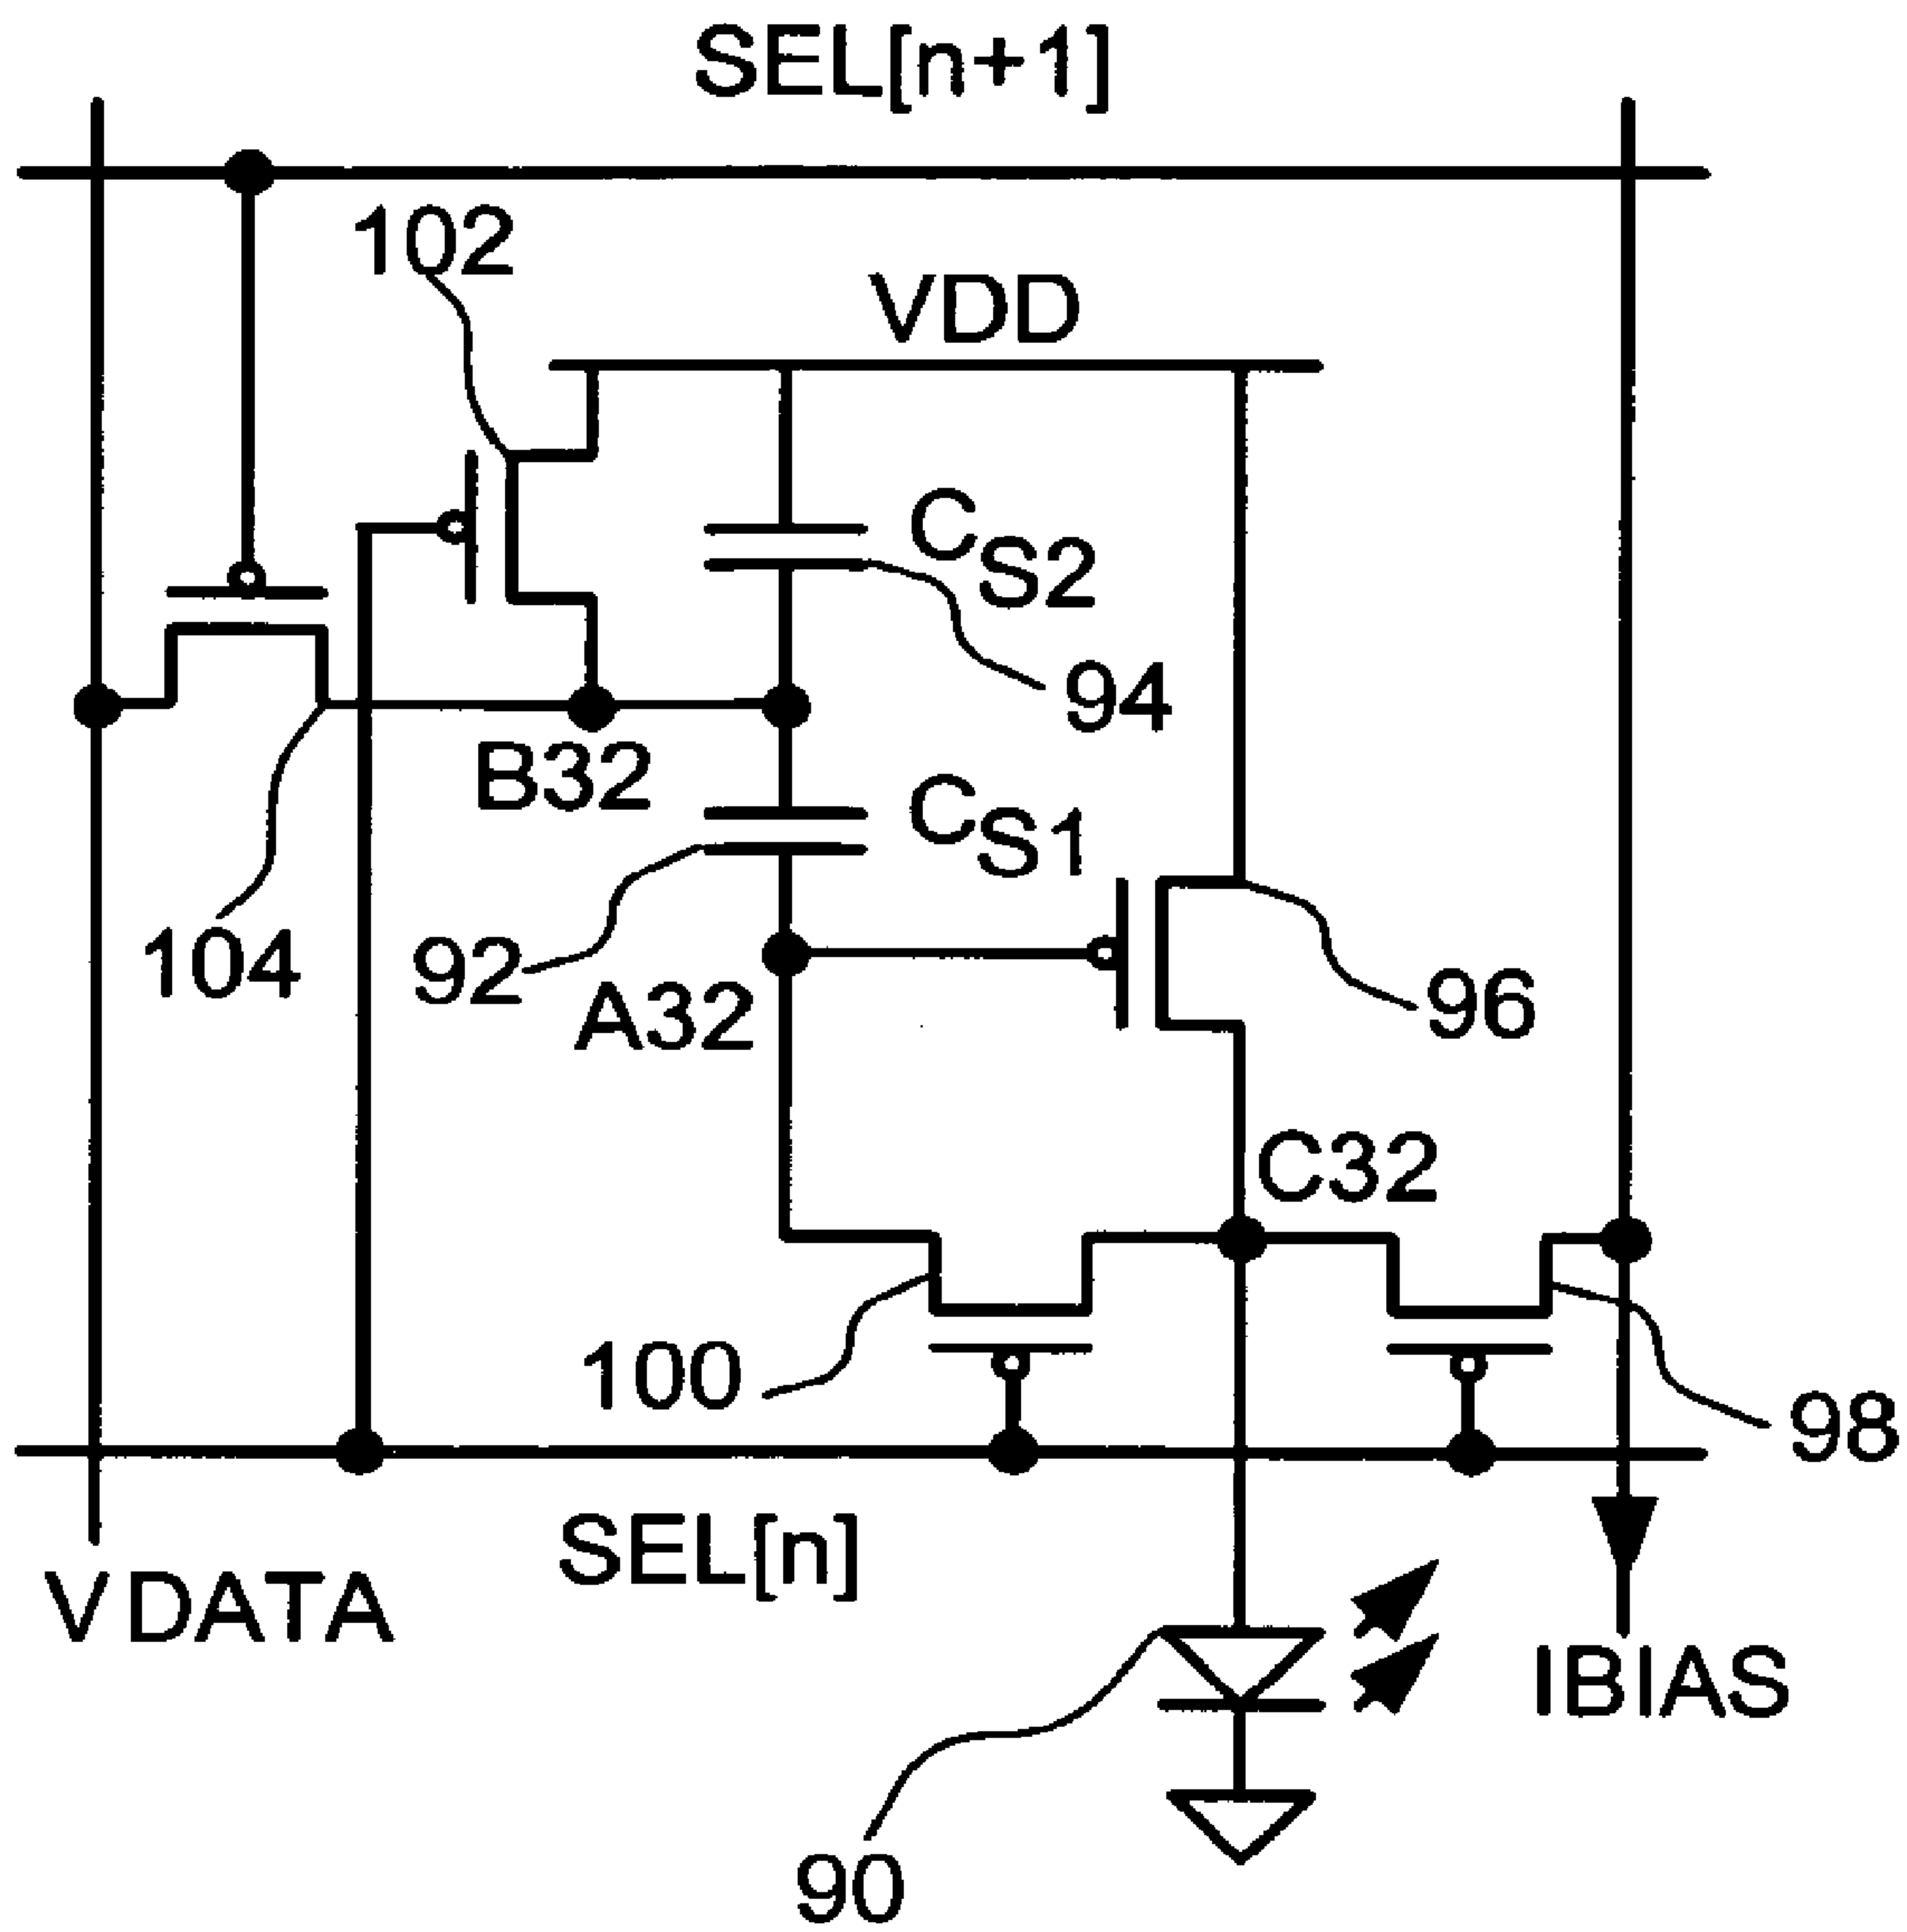 SEL[n+1]
102
VDD
CS2
94
B32
CS1
104
92
A32
96
C32
100
98
SEL[n]
VDATA
IBIAS
90